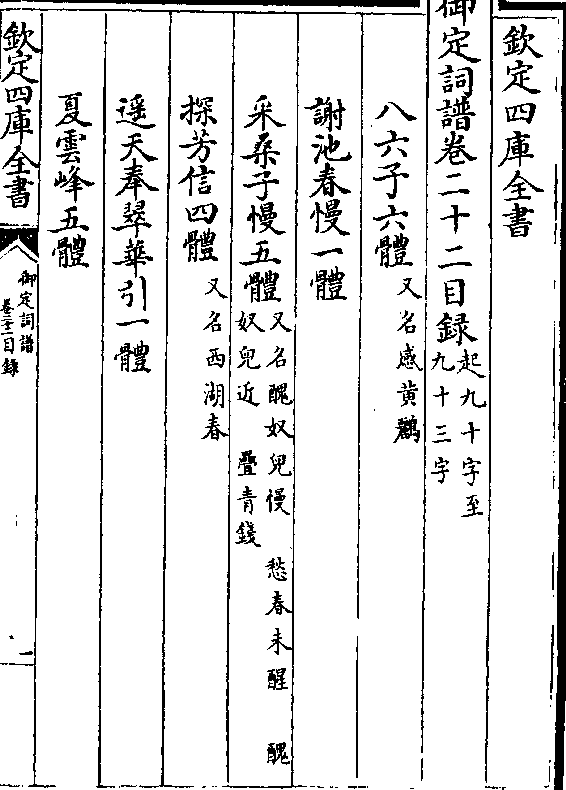 欽定四庫全書
御定詞譜卷二十二目録起九十字至九十三字
八六子六體又名感黄鸝
謝池春慢一體
采桑子慢五體又名醜奴兒慢 愁春未醒 醜奴兒近 疊青錢
探芳信四體又名西湖春
遥天奉翠華引一體
夏雲峰五體
欽定四庫全書
御定詞譜
卷二十二目録
一